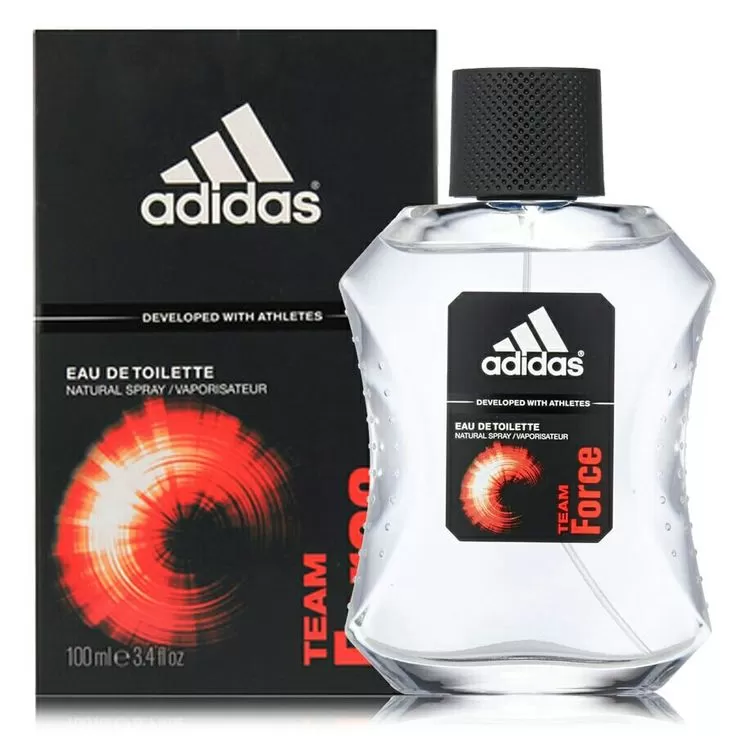 adidas®
DEVELOPED WITH ATHLETES
EAU DE TOILETTE
NATURAL SPRAY / VAPORISATEUR
TEAM
Force
100 ml e 3.4 fl oz
adidas
DEVELOPED WITH ATHLETES
EAU DE TOILETTE
NATURAL SPRAY / VAPORISATEUR
TEAM
Force